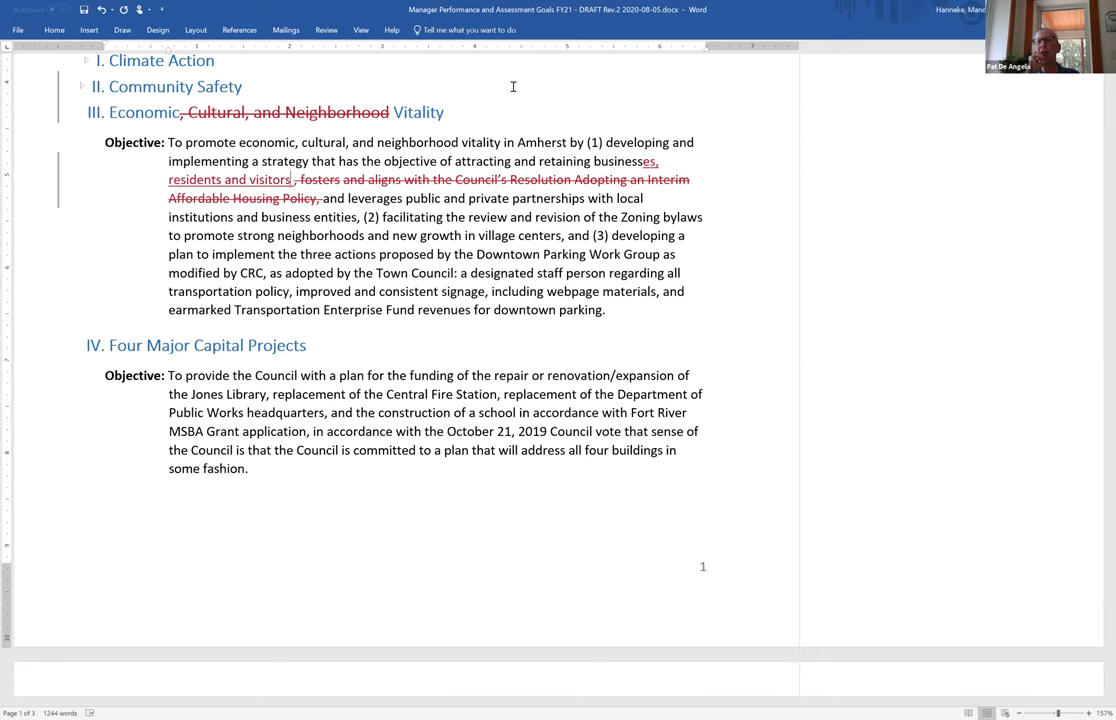 AutoSave
Manager Performance and Assessment Goals FY21 - DRAFT Rev.2 2020-08-05.docx - Word
Hanneke, Mand
File Home Insert Draw Design Layout References Mailings Review View Help Tell me what you want to do
Pat De Angelis
I. Climate Action
II. Community Safety
III. Economic, Cultural, and Neighborhood Vitality
Objective: To promote economic, cultural, and neighborhood vitality in Amherst by (1) developing and
implementing a strategy that has the objective of attracting and retaining businesses,
residents and visitors , fosters and aligns with the Council's Resolution Adopting an Interim
Affordable Housing Policy, and leverages public and private partnerships with local
institutions and business entities, (2) facilitating the review and revision of the Zoning bylaws
to promote strong neighborhoods and new growth in village centers, and (3) developing a
plan to implement the three actions proposed by the Downtown Parking Work Group as
modified by CRC, as adopted by the Town Council: a designated staff person regarding all
transportation policy, improved and consistent signage, including webpage materials, and
earmarked Transportation Enterprise Fund revenues for downtown parking.
IV. Four Major Capital Projects
Objective: To provide the Council with a plan for the funding of the repair or renovation/expansion of
the Jones Library, replacement of the Central Fire Station, replacement of the Department of
Public Works headquarters, and the construction of a school in accordance with Fort River
MSBA Grant application, in accordance with the October 21, 2019 Council vote that sense of
the Council is that the Council is committed to a plan that will address all four buildings in
some fashion.
1
Page 1 of 3 1244 words
157%